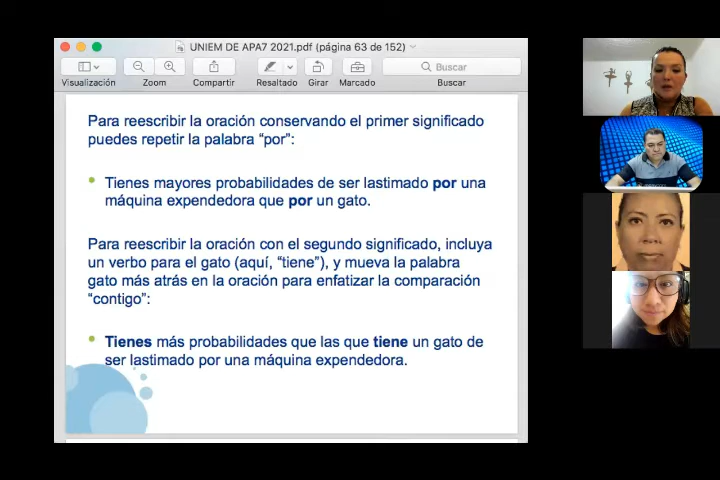 UNIEM DE APA7 2021.pdf (página 63 de 152)
Buscar
Visualización Zoom Compartir Resaltado Girar Marcado Buscar
Para reescribir la oración conservando el primer significado
puedes repetir la palabra “por”:
• Tienes mayores probabilidades de ser lastimado por una
máquina expendedora que por un gato.
Para reescribir la oración con el segundo significado, incluya
un verbo para el gato (aquí, “tiene”), y mueva la palabra
gato más atrás en la oración para enfatizar la comparación
“contigo”:
• Tienes más probabilidades que las que tiene un gato de
ser lastimado por una máquina expendedora.